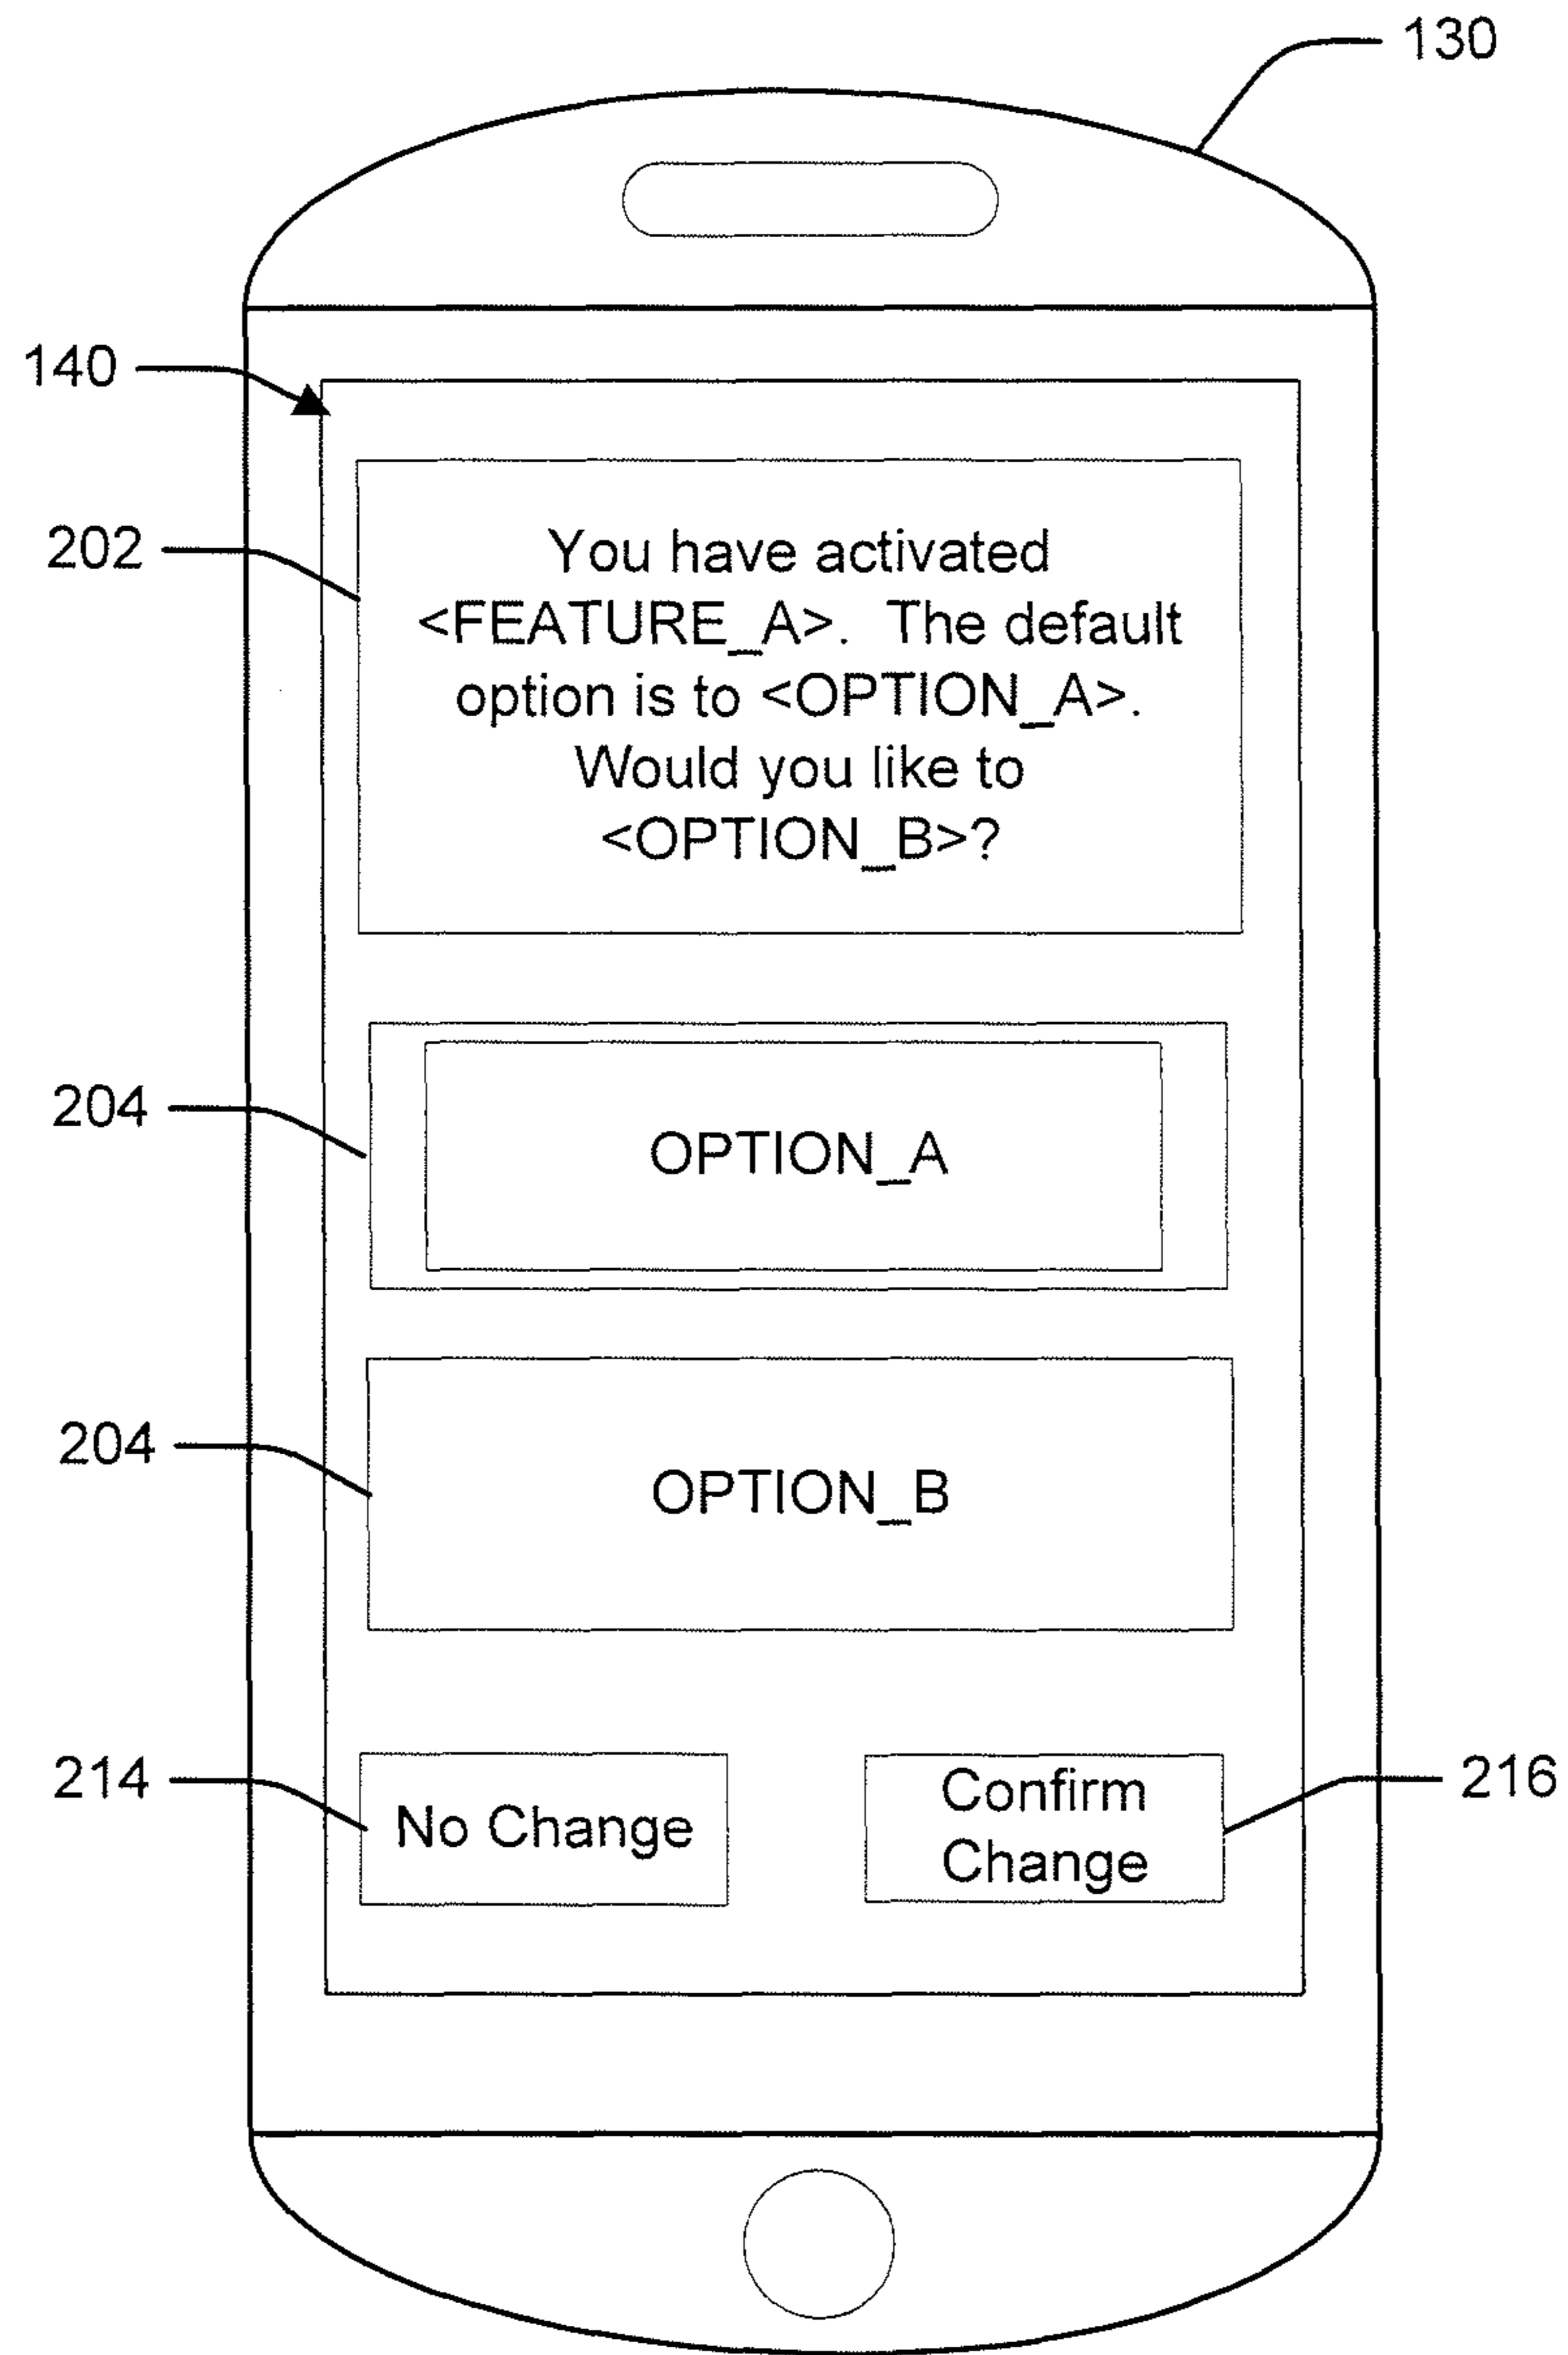 130
140
202
You have activated
<FEATURE_A>. The default
option is to <OPTION_A>.
Would you like to
<OPTION_B>?
204
OPTION_A
204
OPTION_B
214
No Change
Confirm
Change
216